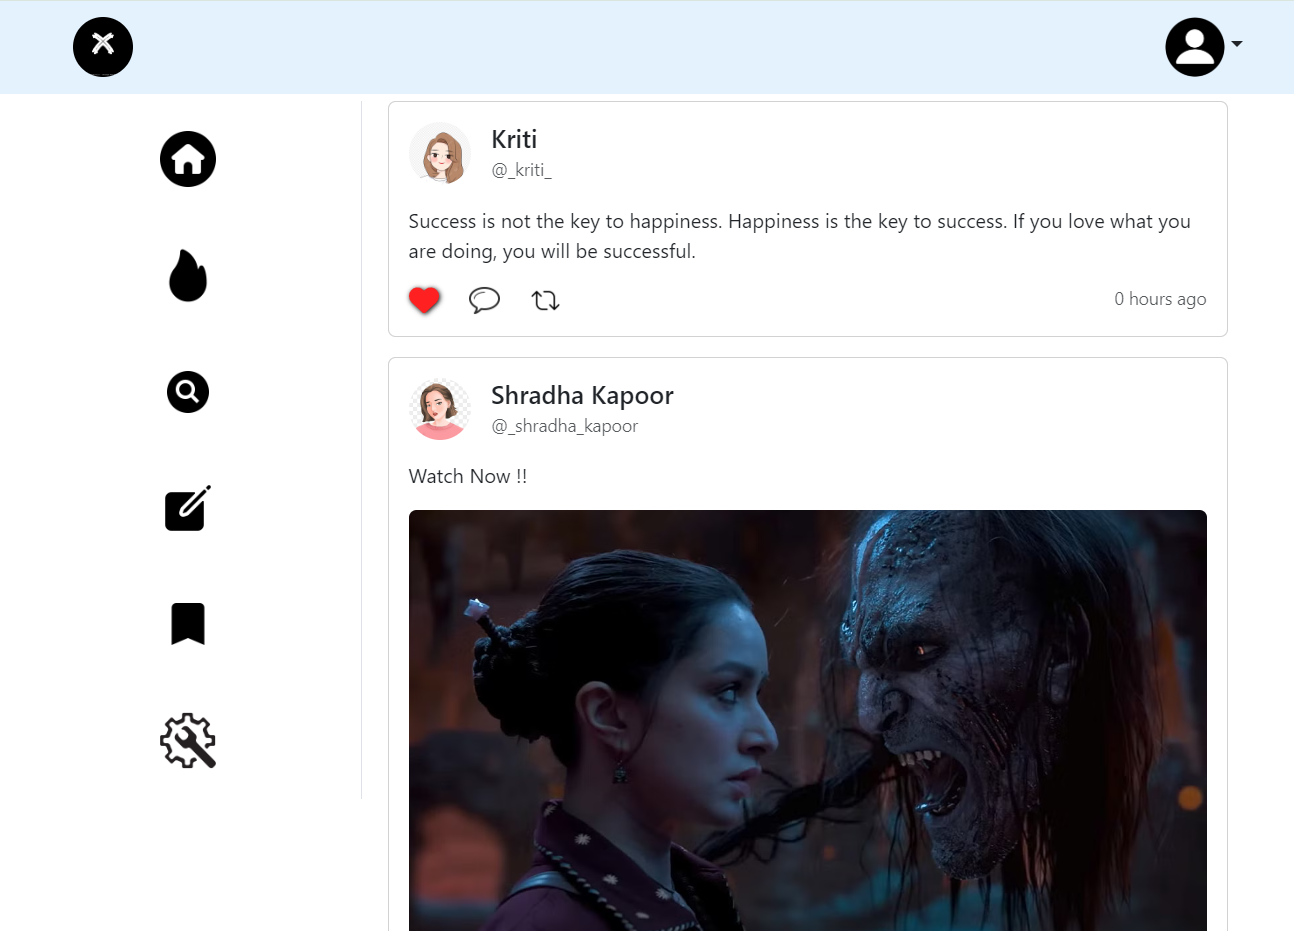 Kriti
@_kriti_
Success is not the key to happiness. Happiness is the key to success. If you love what you
are doing, you will be successful.
0 hours ago
Shradha Kapoor
@_shradha_kapoor
Watch Now !!